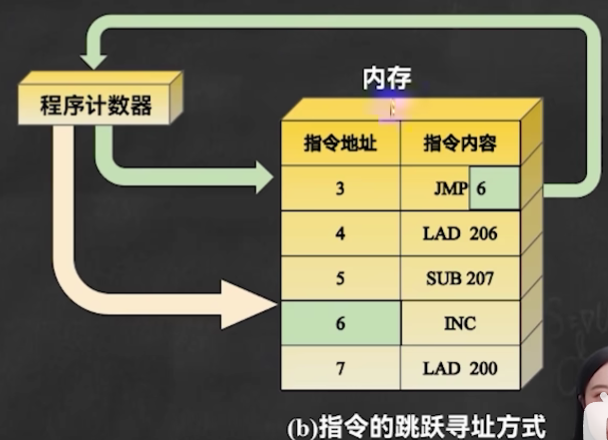 内存
程序计数器
指令地址 指令内容
3 JMP 6
4 LAD 206
5 SUB 207
6 INC
7 LAD 200
(b)指令的跳跃寻址方式